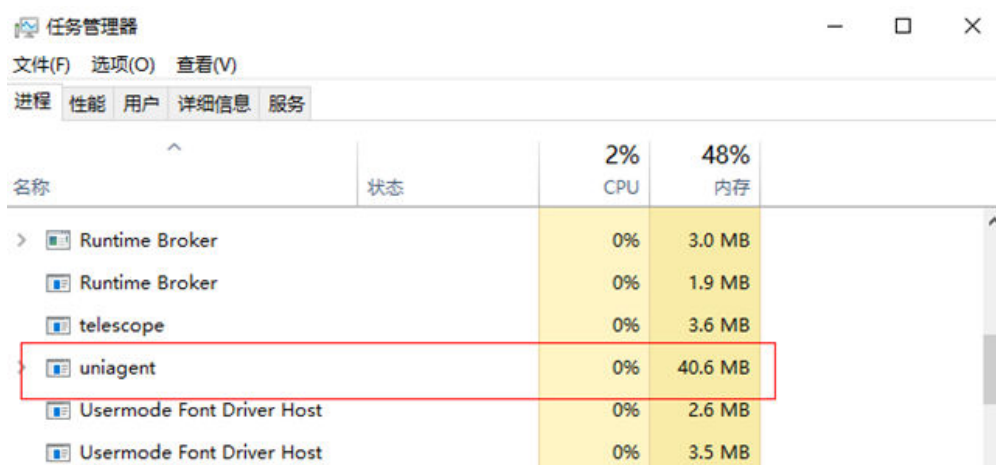 任务管理器
文件(F) 选项(O) 查看(V)
进程 性能 用户 详细信息 服务
2% 48%
名称 状态 CPU 内存
Runtime Broker 0% 3.0 MB
Runtime Broker 0% 1.9 MB
telescope 0% 3.6 MB
uniagent 0% 40.6 MB
Usermode Font Driver Host 0% 2.6 MB
Usermode Font Driver Host 0% 3.5 MB